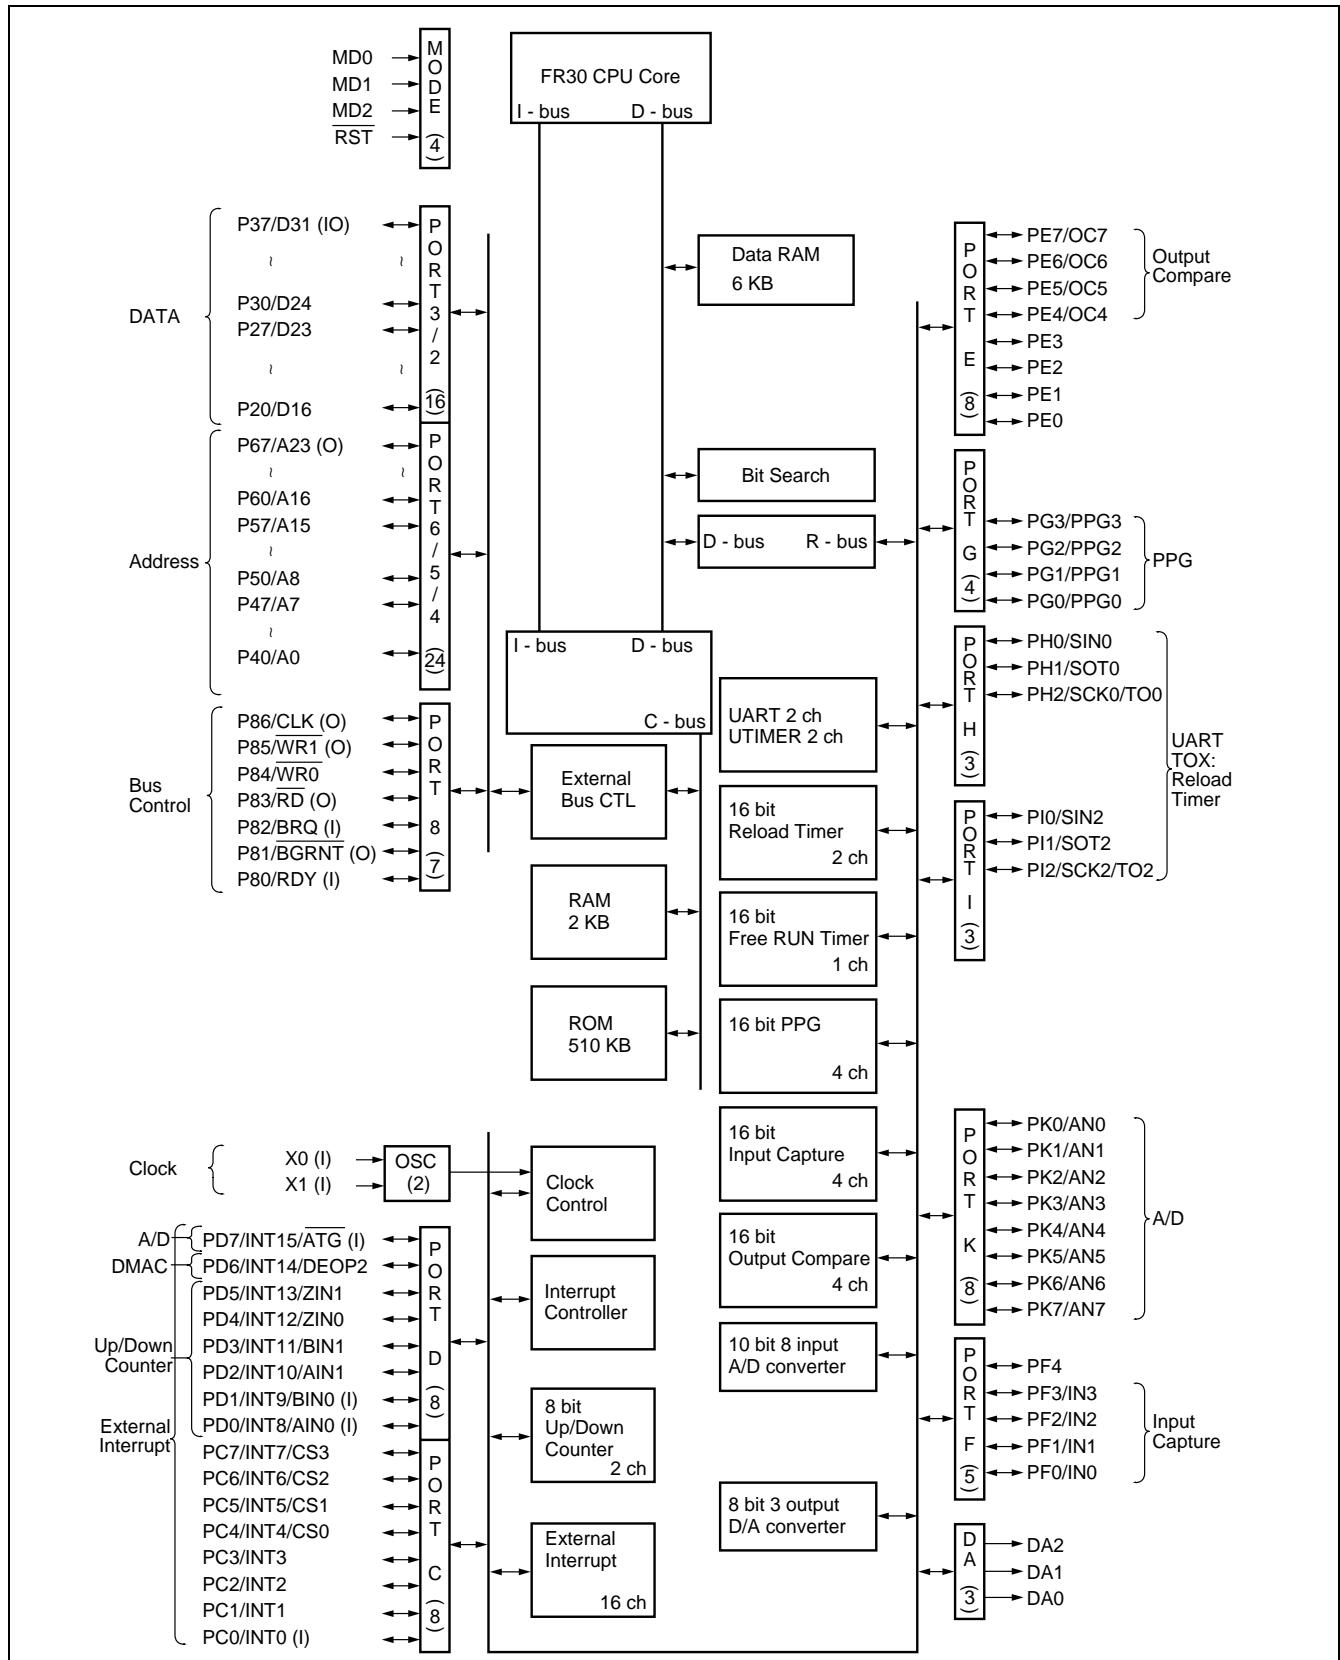 MD0
MD1
MD2
RST
MODE (4)
FR30 CPU Core
I - bus
D - bus
DATA
P37/D31 (IO)
~
~
P30/D24
P27/D23
~
~
P20/D16
PORT3/2 (16)
Address
P67/A23 (O)
~
~
P60/A16
P57/A15
~
P50/A8
P47/A7
~
P40/A0
PORT6/5/4 (24)
Bus
Control
P86/CLK (O)
P85/WR1 (O)
P84/WR0
P83/RD (O)
P82/BRQ (I)
P81/BGRNT (O)
P80/RDY (I)
PORT 8 (7)
Data RAM
6 KB
Bit Search
D - bus
R - bus
I - bus
D - bus
C - bus
External
Bus CTL
RAM
2 KB
ROM
510 KB
UART 2 ch
UTIMER 2 ch
16 bit
Reload Timer
2 ch
16 bit
Free RUN Timer
1 ch
16 bit PPG
4 ch
16 bit
Input Capture
4 ch
16 bit
Output Compare
4 ch
10 bit 8 input
A/D converter
8 bit 3 output
D/A converter
PORT E (8)
PE7/OC7
PE6/OC6
PE5/OC5
PE4/OC4
PE3
PE2
PE1
PE0
Output
Compare
PORT G (4)
PG3/PPG3
PG2/PPG2
PG1/PPG1
PG0/PPG0
PPG
PORT H (3)
PH0/SIN0
PH1/SOT0
PH2/SCK0/TO0
UART
TOX:
Reload
Timer
PORT I (3)
PI0/SIN2
PI1/SOT2
PI2/SCK2/TO2
PORT K (8)
PK0/AN0
PK1/AN1
PK2/AN2
PK3/AN3
PK4/AN4
PK5/AN5
PK6/AN6
PK7/AN7
A/D
PORT F (5)
PF4
PF3/IN3
PF2/IN2
PF1/IN1
PF0/IN0
Input
Capture
DA (3)
DA2
DA1
DA0
Clock
X0 (I)
X1 (I)
OSC
(2)
Clock
Control
A/D
DMAC
Up/Down
Counter
External
Interrupt
PD7/INT15/ATG (I)
PD6/INT14/DEOP2
PD5/INT13/ZIN1
PD4/INT12/ZIN0
PD3/INT11/BIN1
PD2/INT10/AIN1
PD1/INT9/BIN0 (I)
PD0/INT8/AIN0 (I)
PORT D (8)
PC7/INT7/CS3
PC6/INT6/CS2
PC5/INT5/CS1
PC4/INT4/CS0
PC3/INT3
PC2/INT2
PC1/INT1
PC0/INT0 (I)
PORT C (8)
Interrupt
Controller
8 bit
Up/Down
Counter
2 ch
External
Interrupt
16 ch